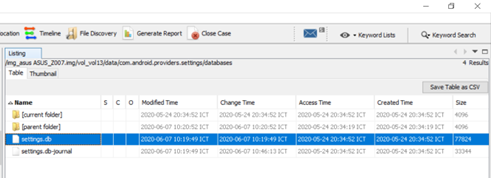 ocation Timeline File Discovery Generate Report Close Case Keyword Lists Keyword Search
Listing
/img_asus ASUS_Z007.img/vol_vol13/data/com.android.providers.settings/databases
4 Results
Table Thumbnail
Save Table as CSV
Name S C O Modified Time Change Time Access Time Created Time Size
[current folder] 2020-05-24 20:34:52 ICT 2020-05-24 20:34:52 ICT 2020-05-24 20:34:52 ICT 2020-05-24 20:34:52 ICT 4096
[parent folder] 2020-06-07 10:20:52 ICT 2020-06-07 10:20:52 ICT 2020-05-24 20:34:19 ICT 2020-05-24 20:34:19 ICT 4096
settings.db 2020-06-07 10:19:49 ICT 2020-06-07 10:19:49 ICT 2020-05-24 20:34:52 ICT 2020-05-24 20:34:52 ICT 77824
settings.db-journal 2020-06-07 10:19:49 ICT 2020-06-07 10:46:13 ICT 2020-05-24 20:34:52 ICT 2020-05-24 20:34:52 ICT 33344